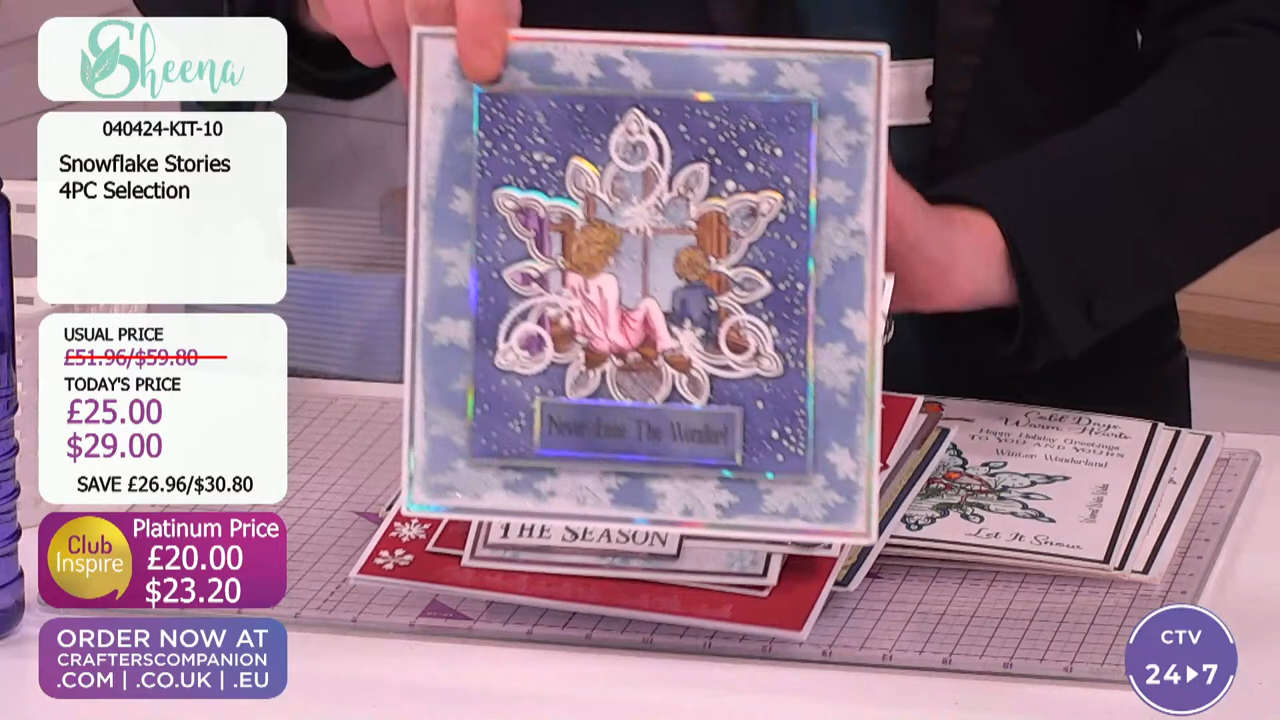 Sheena
040424-KIT-10
Snowflake Stories
4PC Selection
USUAL PRICE
£51.96/$59.80
TODAY'S PRICE
£25.00
$29.00
SAVE £26.96/$30.80
Club
Inspire
Platinum Price
£20.00
$23.20
ORDER NOW AT
CRAFTERSCOMPANION
.COM | .CO.UK | .EU
Never Lose The Wonder!
THE SEASON
Cold Days
Warm Hearts
Happy Holiday Greetings
TO YOU AND YOURS
Winter Wonderland
Let It Snow
CTV
24▶7